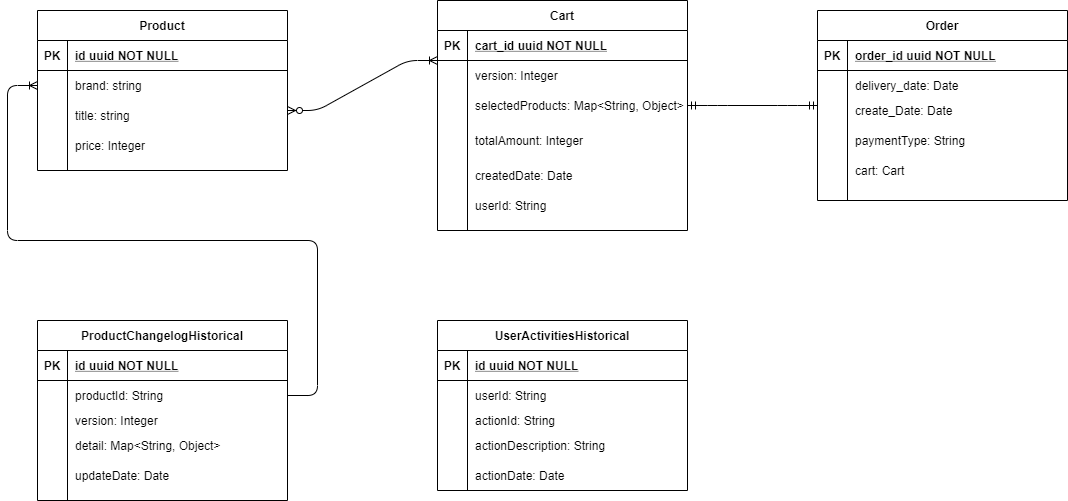 Product
PK id uuid NOT NULL
brand: string
title: string
price: Integer
Cart
PK cart_id uuid NOT NULL
version: Integer
selectedProducts: Map<String, Object>
totalAmount: Integer
createdDate: Date
userId: String
Order
PK order_id uuid NOT NULL
delivery_date: Date
create_Date: Date
paymentType: String
cart: Cart
ProductChangelogHistorical
PK id uuid NOT NULL
productId: String
version: Integer
detail: Map<String, Object>
updateDate: Date
UserActivitiesHistorical
PK id uuid NOT NULL
userId: String
actionId: String
actionDescription: String
actionDate: Date